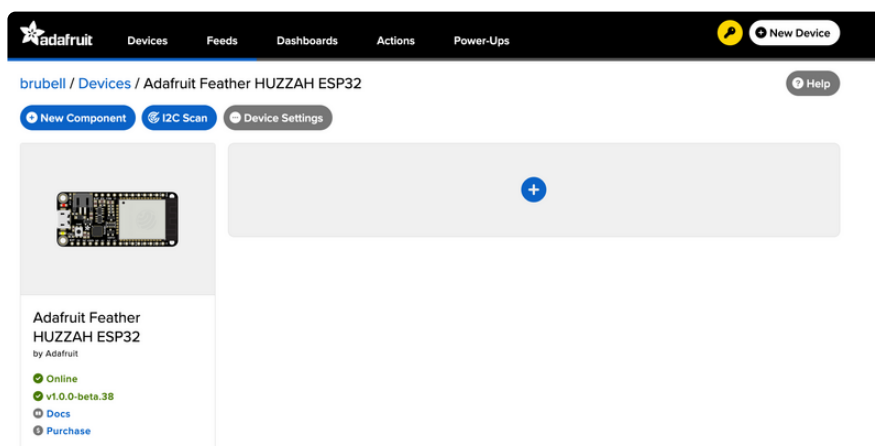 adafruit Devices Feeds Dashboards Actions Power-Ups New Device
brubell / Devices / Adafruit Feather HUZZAH ESP32 Help
New Component I2C Scan Device Settings
Adafruit Feather
HUZZAH ESP32
by Adafruit
Online
v1.0.0-beta.38
Docs
Purchase